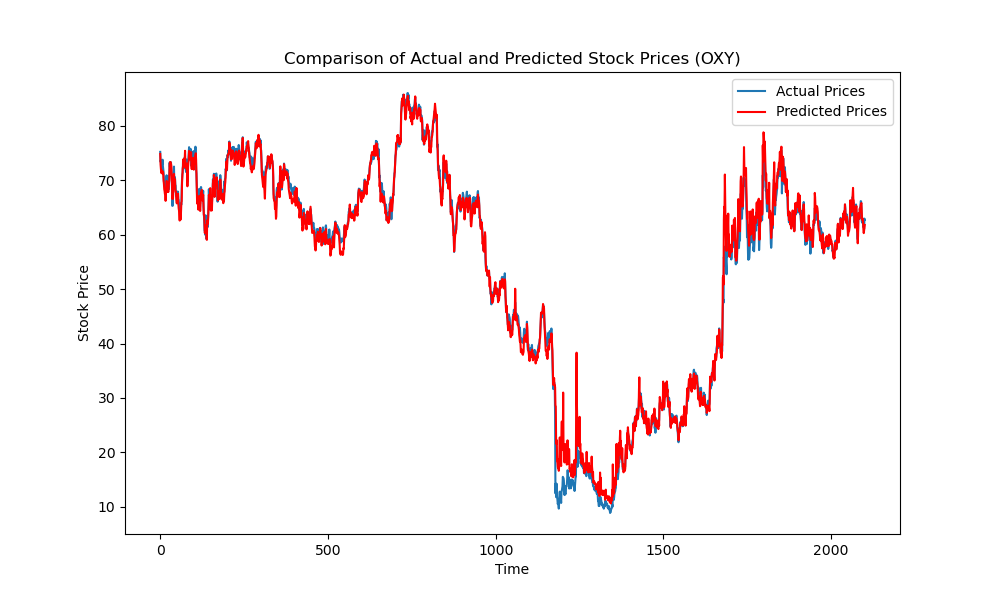 Comparison of Actual and Predicted Stock Prices (OXY)
Actual Prices
Predicted Prices
Stock Price
80
70
60
50
40
30
20
10
0
500
1000
1500
2000
Time